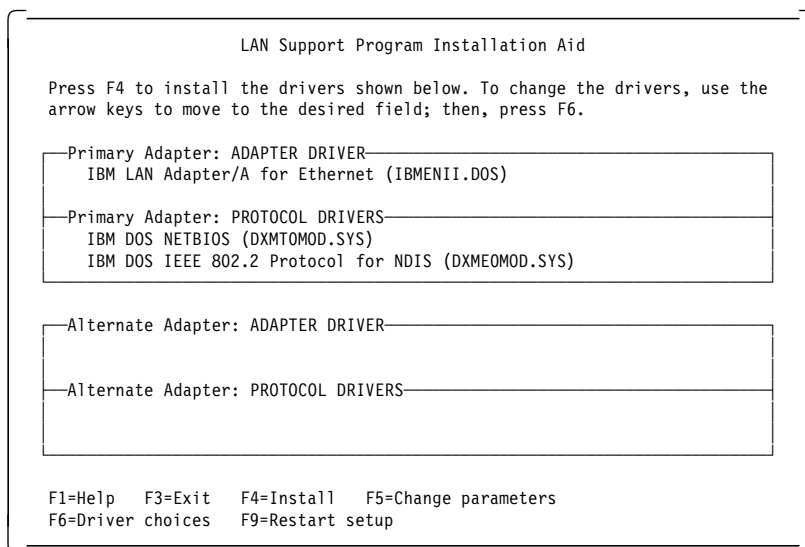 LAN Support Program Installation Aid
Press F4 to install the drivers shown below. To change the drivers, use the
arrow keys to move to the desired field; then, press F6.
Primary Adapter: ADAPTER DRIVER
IBM LAN Adapter/A for Ethernet (IBMENII.DOS)
Primary Adapter: PROTOCOL DRIVERS
IBM DOS NETBIOS (DXMTOMOD.SYS)
IBM DOS IEEE 802.2 Protocol for NDIS (DXMEOMOD.SYS)
Alternate Adapter: ADAPTER DRIVER
Alternate Adapter: PROTOCOL DRIVERS
F1=Help F3=Exit F4=Install F5=Change parameters
F6=Driver choices F9=Restart setup